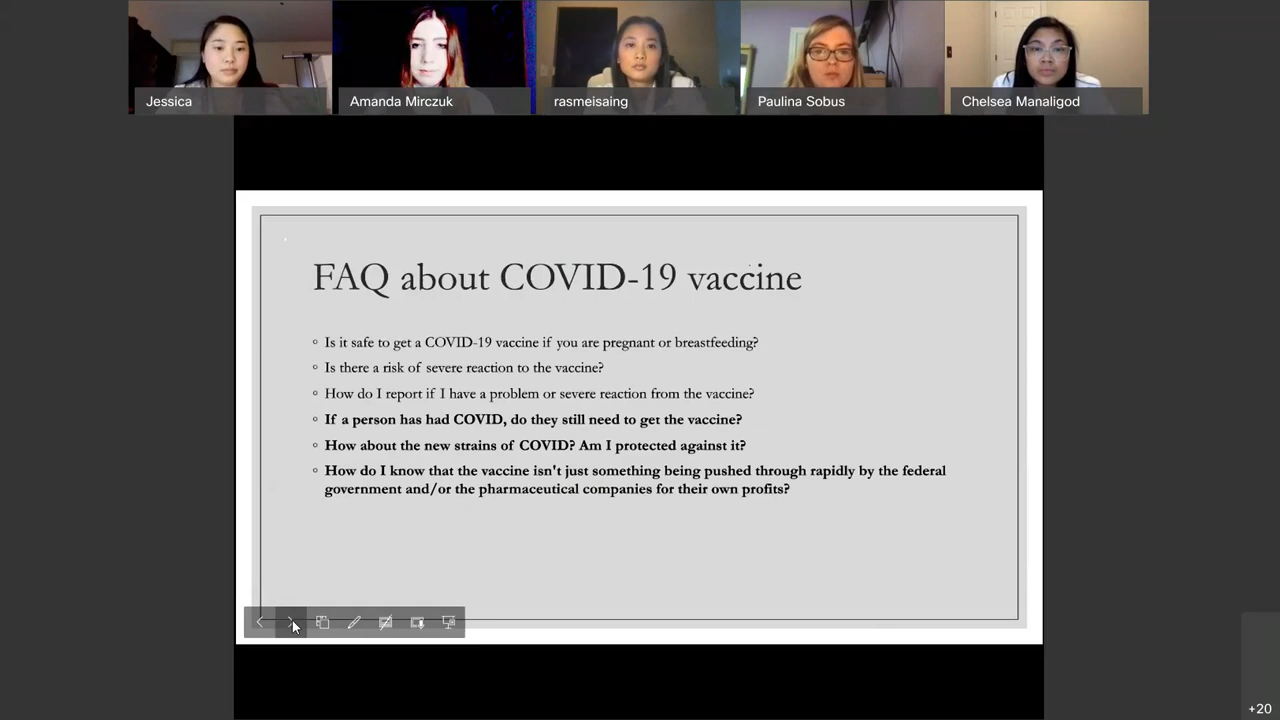 Jessica
Amanda Mirczuk
rasmeisaing
Paulina Sobus
Chelsea Manaligod
FAQ about COVID-19 vaccine
Is it safe to get a COVID-19 vaccine if you are pregnant or breastfeeding?
Is there a risk of severe reaction to the vaccine?
How do I report if I have a problem or severe reaction from the vaccine?
If a person has had COVID, do they still need to get the vaccine?
How about the new strains of COVID? Am I protected against it?
How do I know that the vaccine isn't just something being pushed through rapidly by the federal
government and/or the pharmaceutical companies for their own profits?
+20